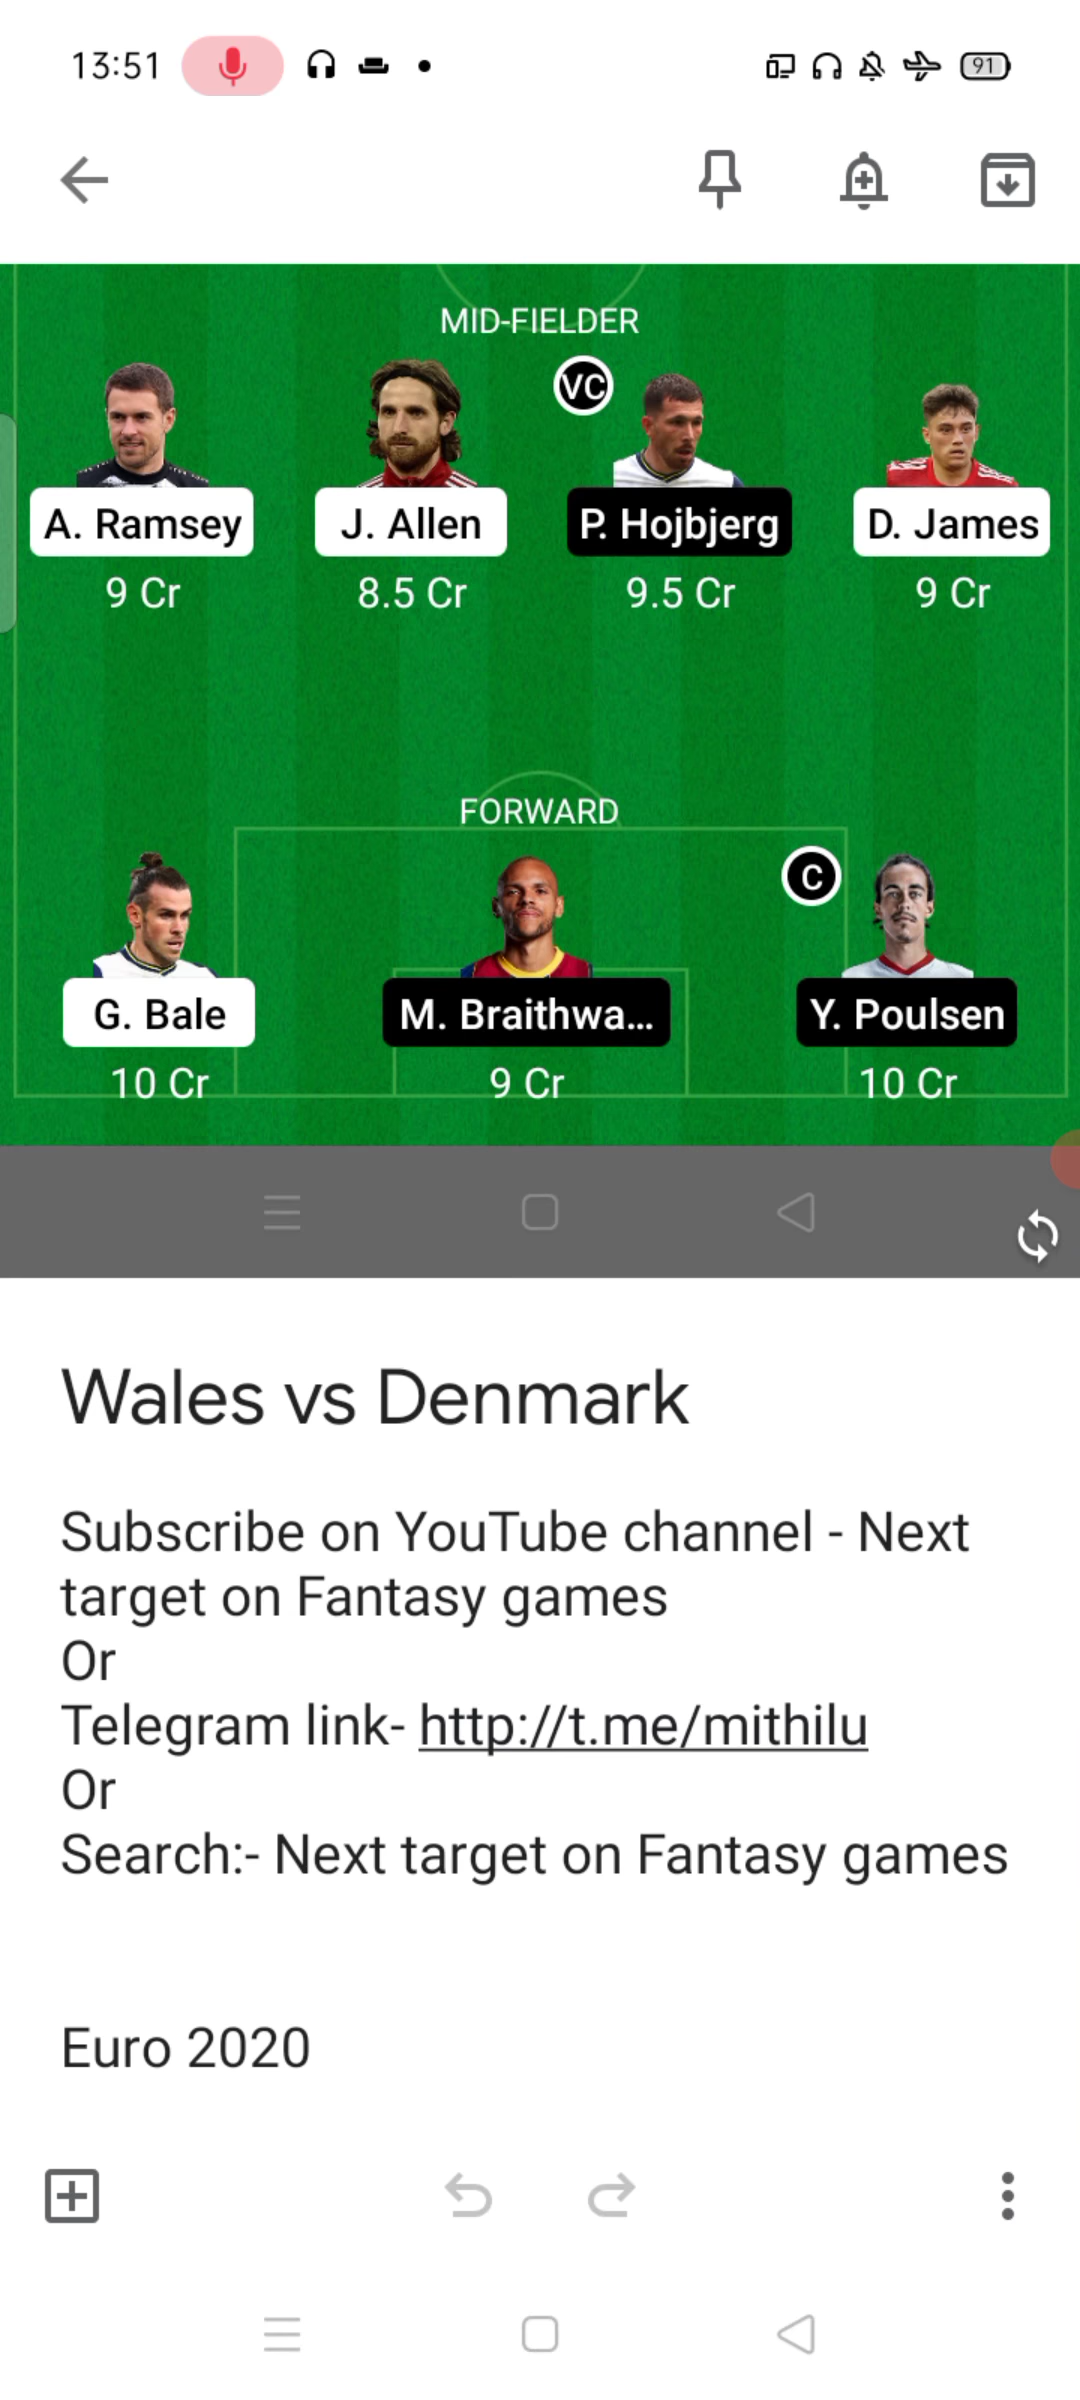 13:51
91
MID-FIELDER
VC
A. Ramsey J. Allen P. Hojbjerg D. James
9 Cr 8.5 Cr 9.5 Cr 9 Cr
FORWARD
C
G. Bale M. Braithwa... Y. Poulsen
10 Cr 9 Cr 10 Cr
Wales vs Denmark
Subscribe on YouTube channel - Next
target on Fantasy games
Or
Telegram link- http://t.me/mithilu
Or
Search:- Next target on Fantasy games
Euro 2020